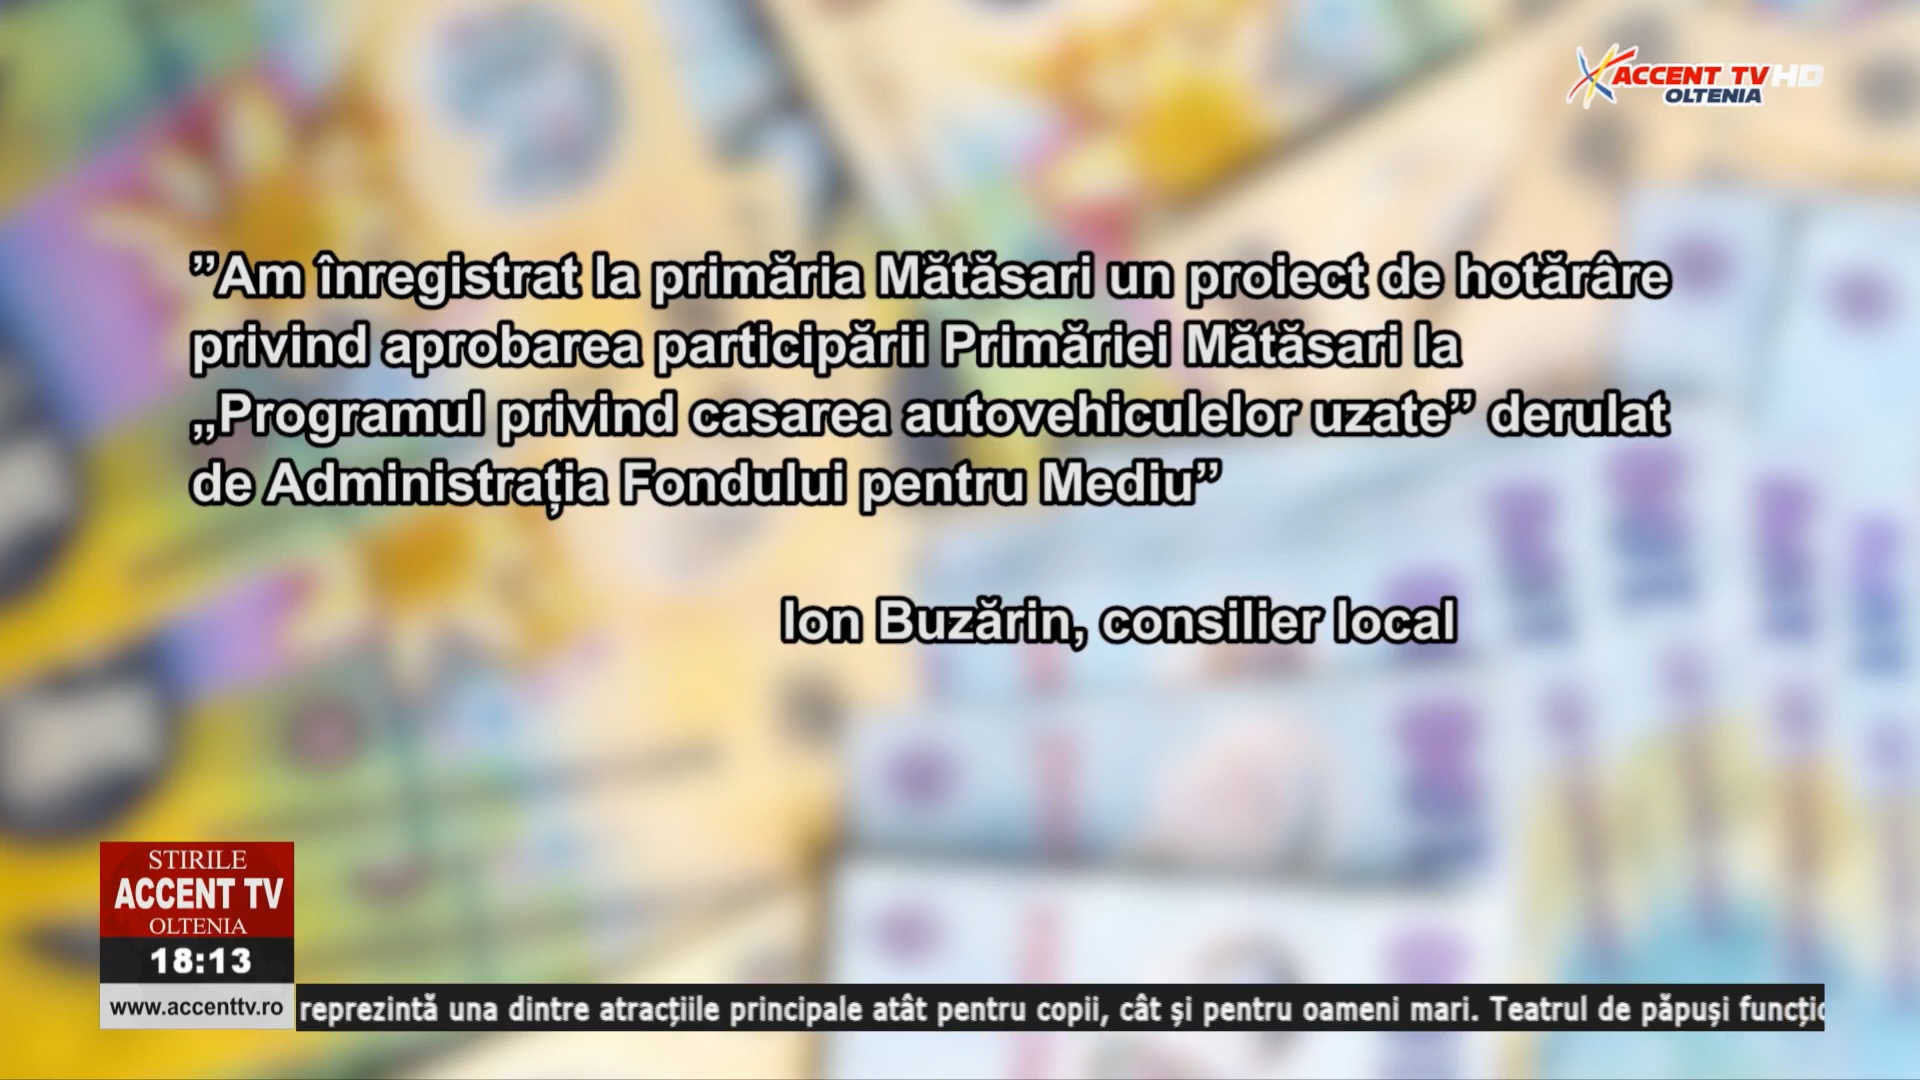 ACCENT TV HD
OLTENIA
”Am înregistrat la primăria Mătăsari un proiect de hotărâre
privind aprobarea participării Primăriei Mătăsari la
„Programul privind casarea autovehiculelor uzate” derulat
de Administrația Fondului pentru Mediu”
Ion Buzărin, consilier local
STIRILE
ACCENT TV
OLTENIA
18:13
www.accenttv.ro
reprezintă una dintre atracțiile principale atât pentru copii, cât și pentru oameni mari. Teatrul de păpuși